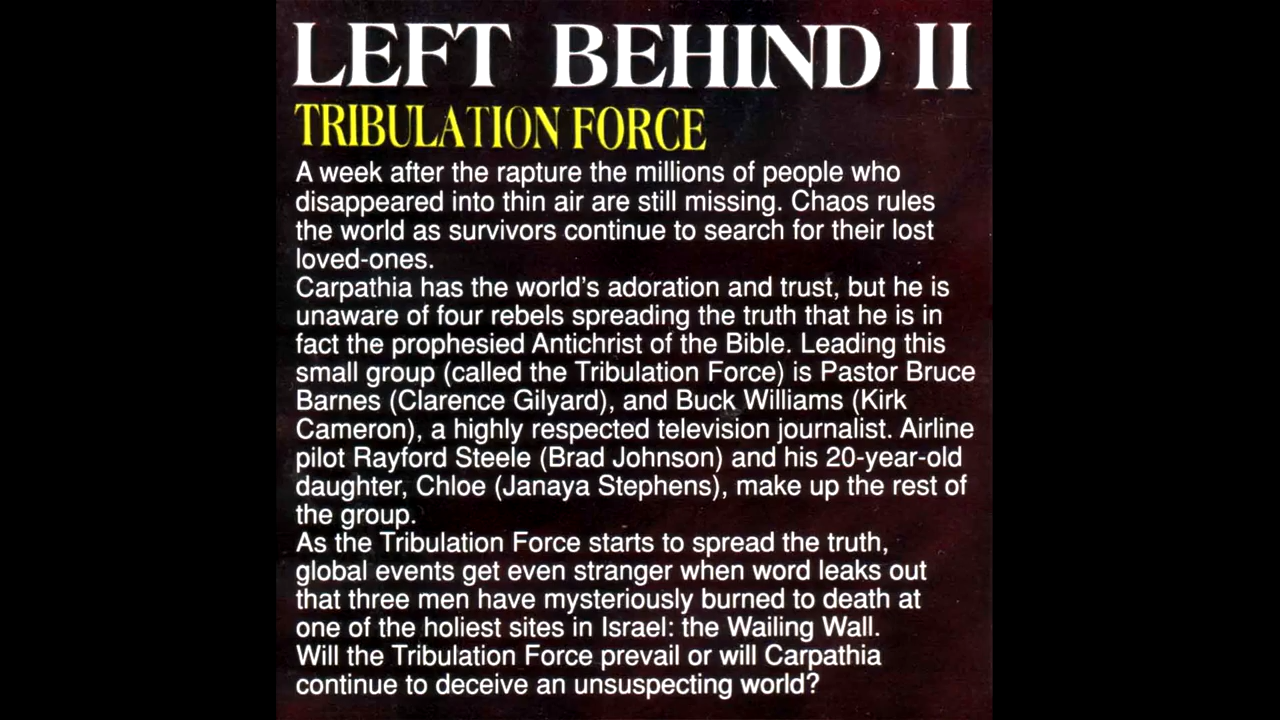 LEFT BEHIND II
TRIBULATION FORCE
A week after the rapture the millions of people who
disappeared into thin air are still missing. Chaos rules
the world as survivors continue to search for their lost
loved-ones.
Carpathia has the world's adoration and trust, but he is
unaware of four rebels spreading the truth that he is in
fact the prophesied Antichrist of the Bible. Leading this
small group (called the Tribulation Force) is Pastor Bruce
Barnes (Clarence Gilyard), and Buck Williams (Kirk
Cameron), a highly respected television journalist. Airline
pilot Rayford Steele (Brad Johnson) and his 20-year-old
daughter, Chloe (Janaya Stephens), make up the rest of
the group.
As the Tribulation Force starts to spread the truth,
global events get even stranger when word leaks out
that three men have mysteriously burned to death at
one of the holiest sites in Israel: the Wailing Wall.
Will the Tribulation Force prevail or will Carpathia
continue to deceive an unsuspecting world?